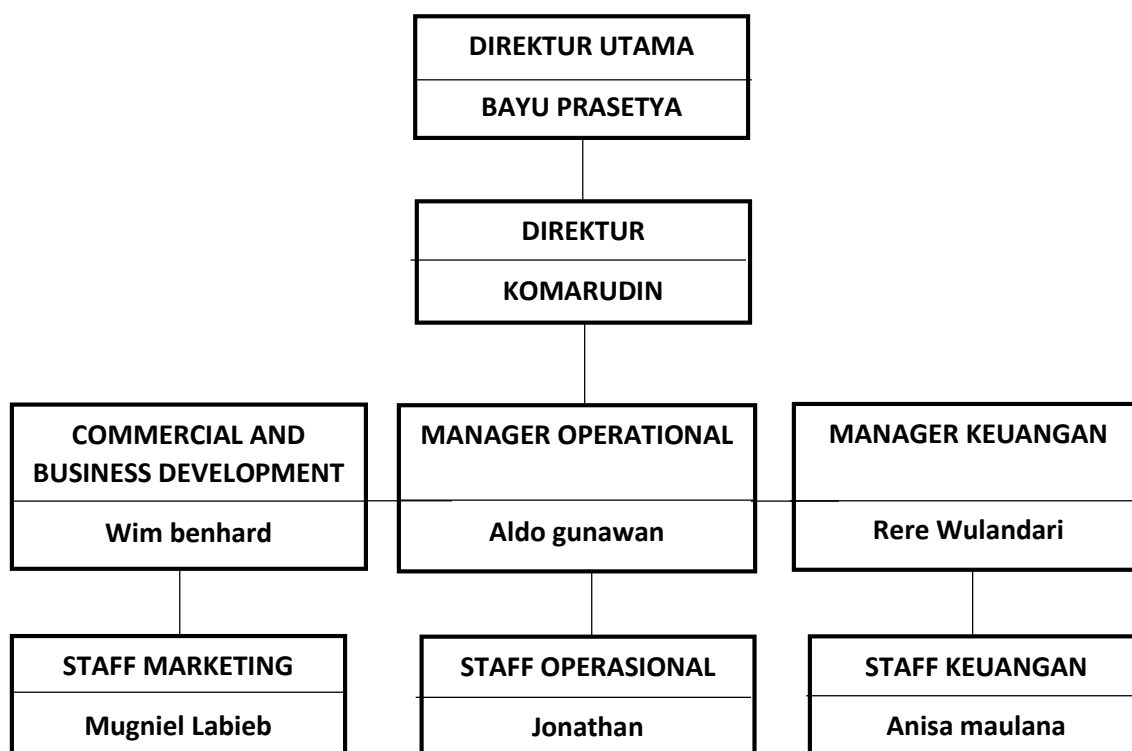 DIREKTUR UTAMA
BAYU PRASETYA
DIREKTUR
KOMARUDIN
COMMERCIAL AND
BUSINESS DEVELOPMENT
Wim benhard
MANAGER OPERATIONAL
Aldo gunawan
MANAGER KEUANGAN
Rere Wulandari
STAFF MARKETING
Mugniel Labieb
STAFF OPERASIONAL
Jonathan
STAFF KEUANGAN
Anisa maulana